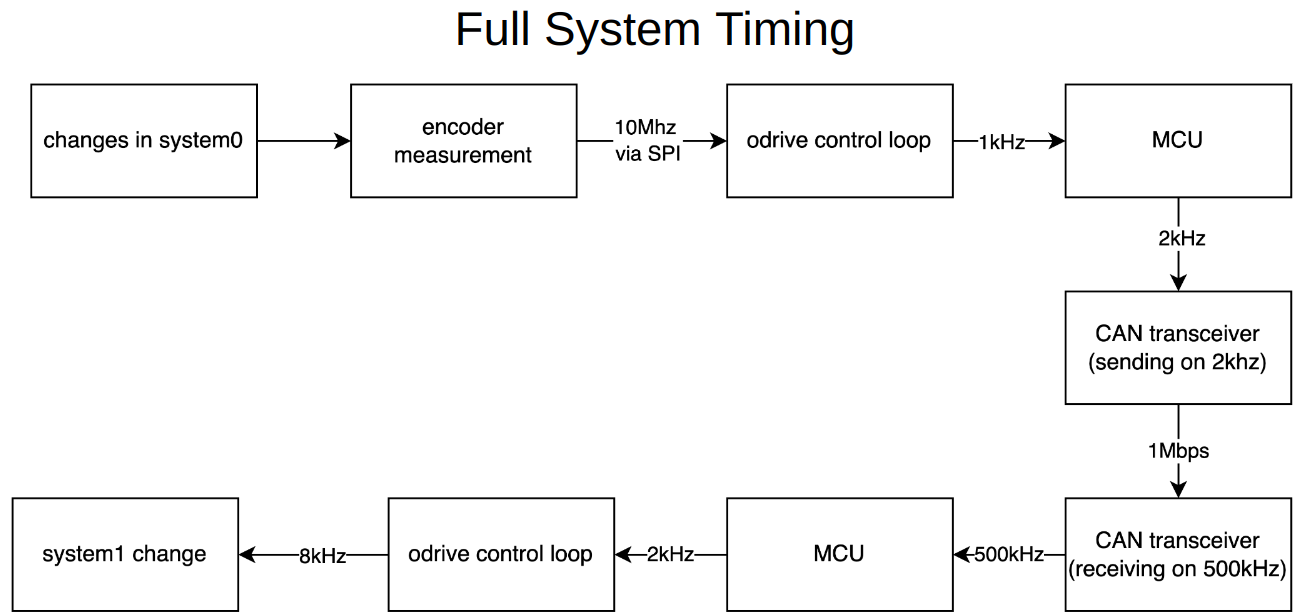 Full System Timing
changes in system0
encoder
measurement
10Mhz
via SPI
odrive control loop
1kHz
MCU
2kHz
CAN transceiver
(sending on 2khz)
1Mbps
CAN transceiver
(receiving on 500kHz)
500kHz
MCU
2kHz
odrive control loop
8kHz
system1 change